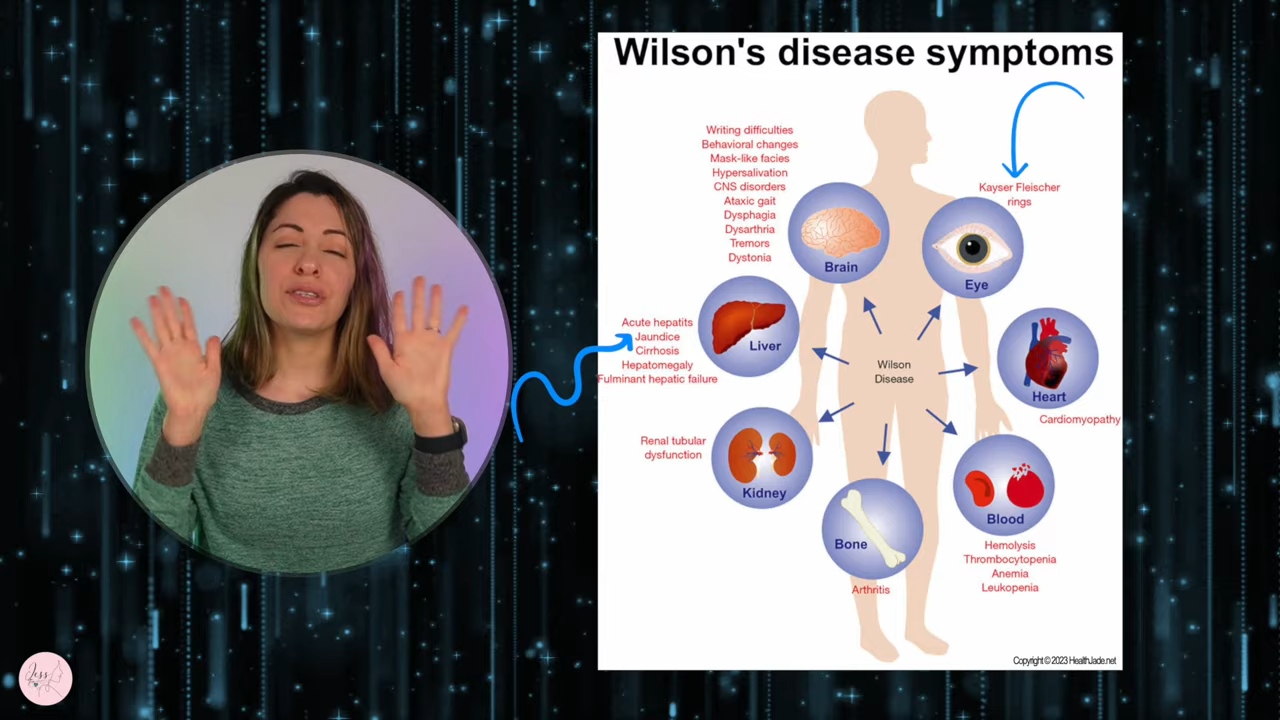 Wilson's disease symptoms
Writing difficulties
Behavioral changes
Mask-like facies
Hypersalivation
CNS disorders
Ataxic gait
Dysphagia
Dysarthria
Tremors
Dystonia
Brain
Kayser Fleischer
rings
Eye
Acute hepatits
Jaundice
Cirrhosis
Hepatomegaly
Fulminant hepatic failure
Liver
Wilson
Disease
Heart
Cardiomyopathy
Renal tubular
dysfunction
Kidney
Bone
Arthritis
Blood
Hemolysis
Thrombocytopenia
Anemia
Leukopenia
Copyright © 2023 HealthJade.net
Jess